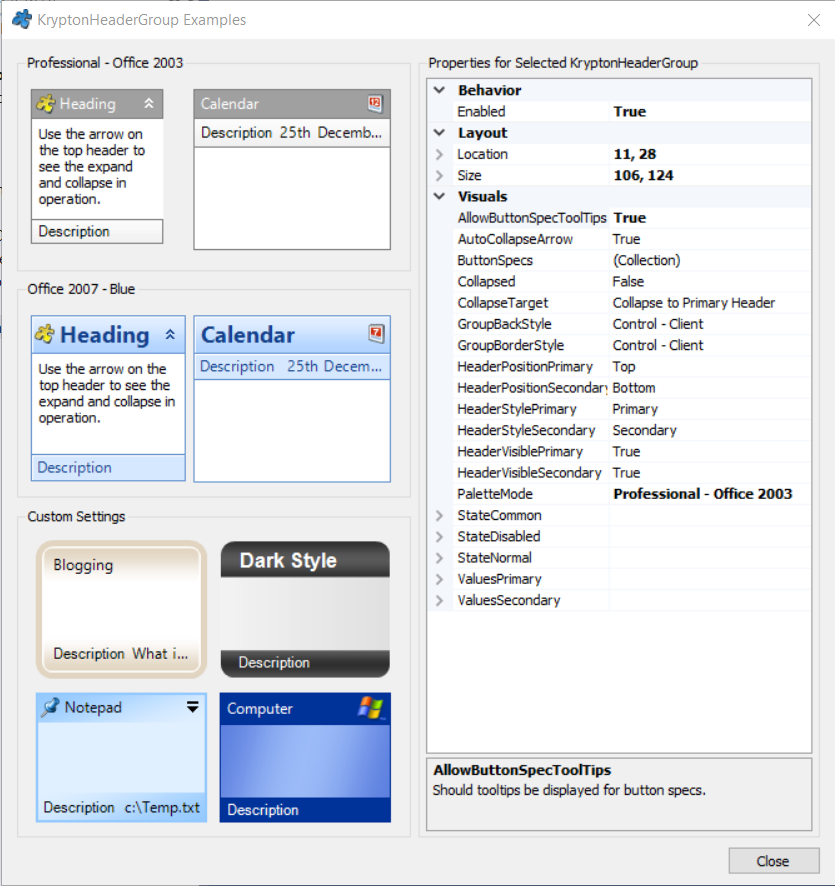 KryptonHeaderGroup Examples
Professional - Office 2003
Heading
Use the arrow on
the top header to
see the expand
and collapse in
operation.
Description
Calendar
12
Description 25th Decemb...
Office 2007 - Blue
Heading
Use the arrow on the
top header to see the
expand and collapse in
operation.
Description
Calendar
7
Description 25th Decem...
Custom Settings
Blogging
Description What i...
Dark Style
Description
Notepad
Description c:\Temp.txt
Computer
Description
Properties for Selected KryptonHeaderGroup
Behavior
Enabled True
Layout
Location 11, 28
Size 106, 124
Visuals
AllowButtonSpecToolTips True
AutoCollapseArrow True
ButtonSpecs (Collection)
Collapsed False
CollapseTarget Collapse to Primary Header
GroupBackStyle Control - Client
GroupBorderStyle Control - Client
HeaderPositionPrimary Top
HeaderPositionSecondary Bottom
HeaderStylePrimary Primary
HeaderStyleSecondary Secondary
HeaderVisiblePrimary True
HeaderVisibleSecondary True
PaletteMode Professional - Office 2003
StateCommon
StateDisabled
StateNormal
ValuesPrimary
ValuesSecondary
AllowButtonSpecToolTips
Should tooltips be displayed for button specs.
Close